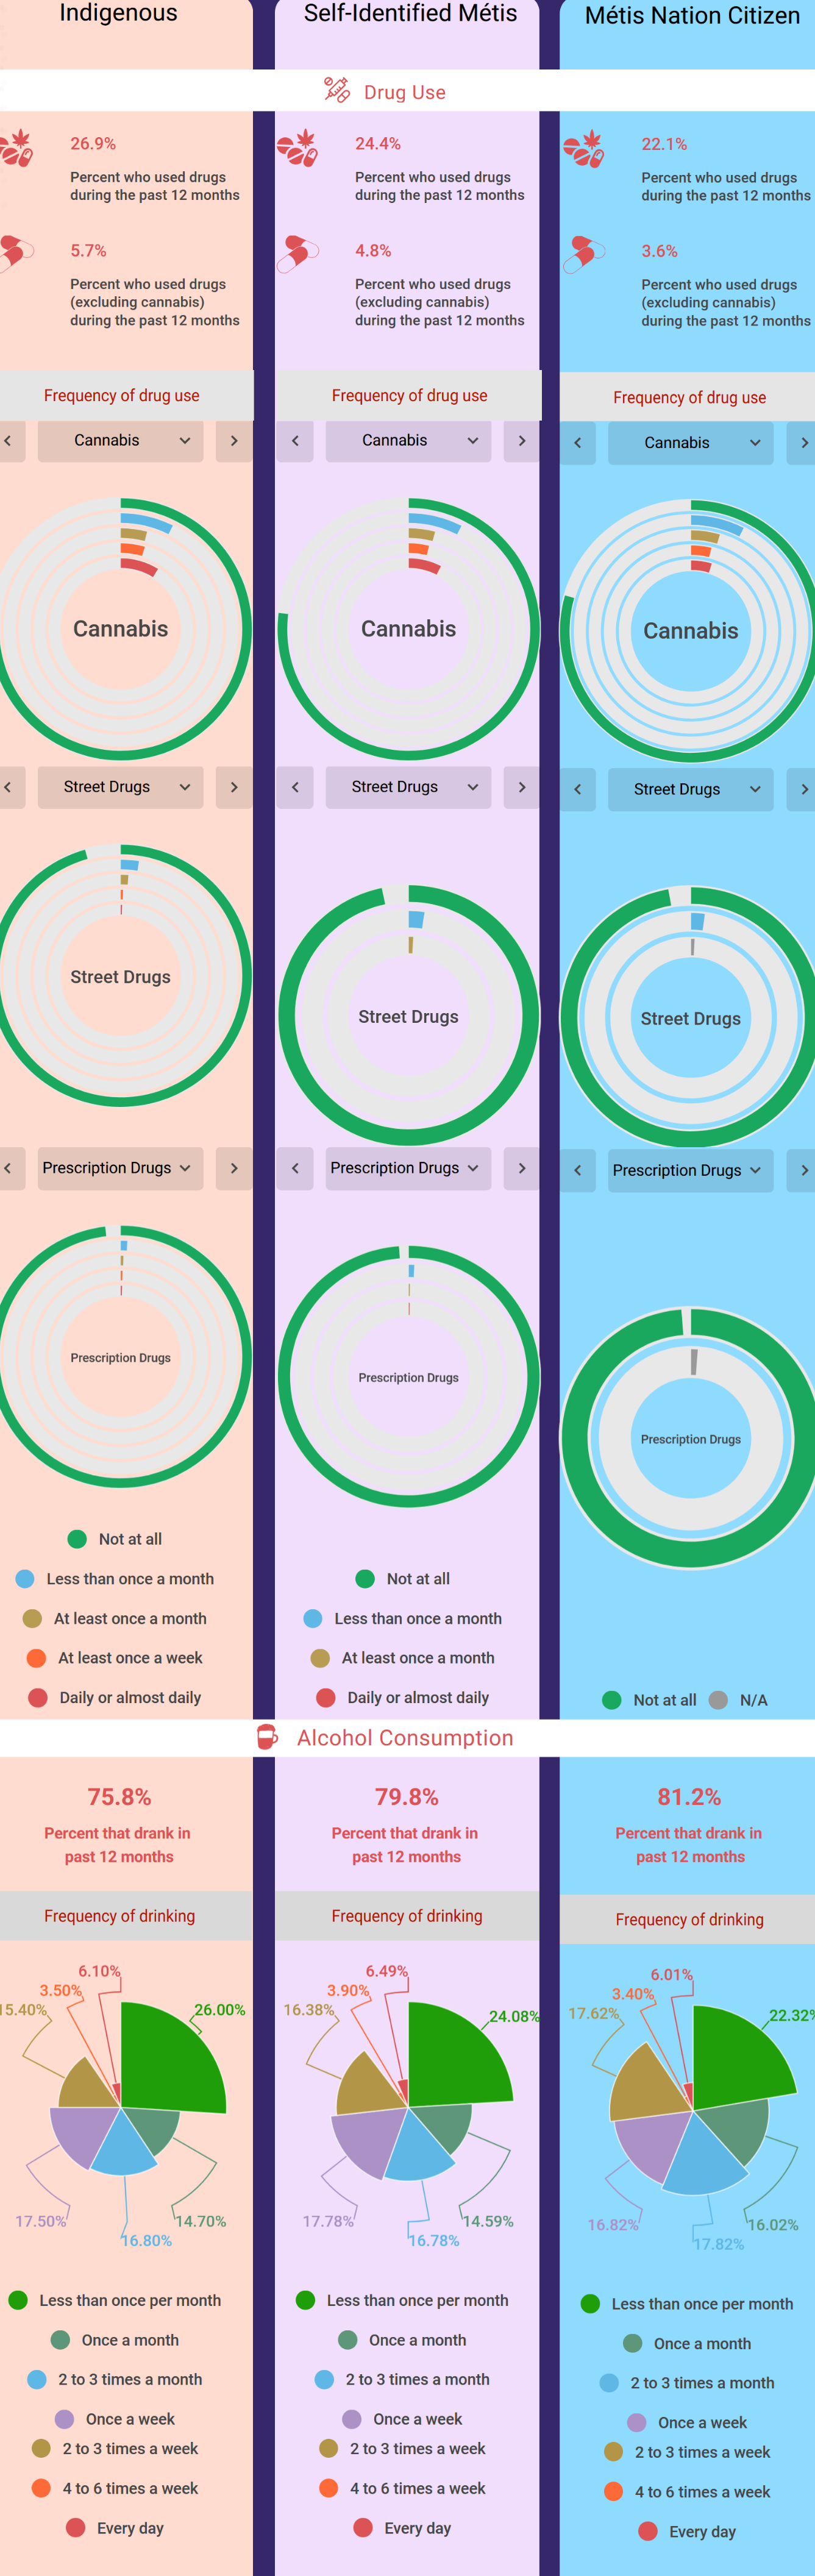 Indigenous
Self-Identified Métis
Métis Nation Citizen
Drug Use
26.9%
Percent who used drugs
during the past 12 months
5.7%
Percent who used drugs
(excluding cannabis)
during the past 12 months
24.4%
Percent who used drugs
during the past 12 months
4.8%
Percent who used drugs
(excluding cannabis)
during the past 12 months
22.1%
Percent who used drugs
during the past 12 months
3.6%
Percent who used drugs
(excluding cannabis)
during the past 12 months
Frequency of drug use
Cannabis
Cannabis
Street Drugs
Street Drugs
Prescription Drugs
Prescription Drugs
Not at all
Less than once a month
At least once a month
At least once a week
Daily or almost daily
Frequency of drug use
Cannabis
Cannabis
Street Drugs
Street Drugs
Prescription Drugs
Prescription Drugs
Not at all
Less than once a month
At least once a month
Daily or almost daily
Frequency of drug use
Cannabis
Cannabis
Street Drugs
Street Drugs
Prescription Drugs
Prescription Drugs
Not at all
N/A
Alcohol Consumption
75.8%
Percent that drank in
past 12 months
Frequency of drinking
6.10%
3.50%
15.40%
26.00%
17.50%
14.70%
16.80%
Less than once per month
Once a month
2 to 3 times a month
Once a week
2 to 3 times a week
4 to 6 times a week
Every day
79.8%
Percent that drank in
past 12 months
Frequency of drinking
6.49%
3.90%
16.38%
24.08%
17.78%
14.59%
16.78%
Less than once per month
Once a month
2 to 3 times a month
Once a week
2 to 3 times a week
4 to 6 times a week
Every day
81.2%
Percent that drank in
past 12 months
Frequency of drinking
6.01%
3.40%
17.62%
22.32%
16.82%
16.02%
17.82%
Less than once per month
Once a month
2 to 3 times a month
Once a week
2 to 3 times a week
4 to 6 times a week
Every day